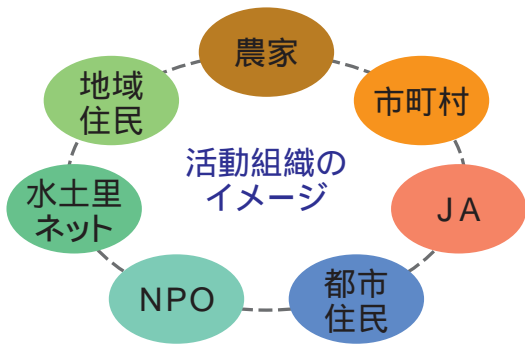 農家
地域
住民
市町村
活動組織の
イメージ
水土里
ネット
JA
NPO
都市
住民